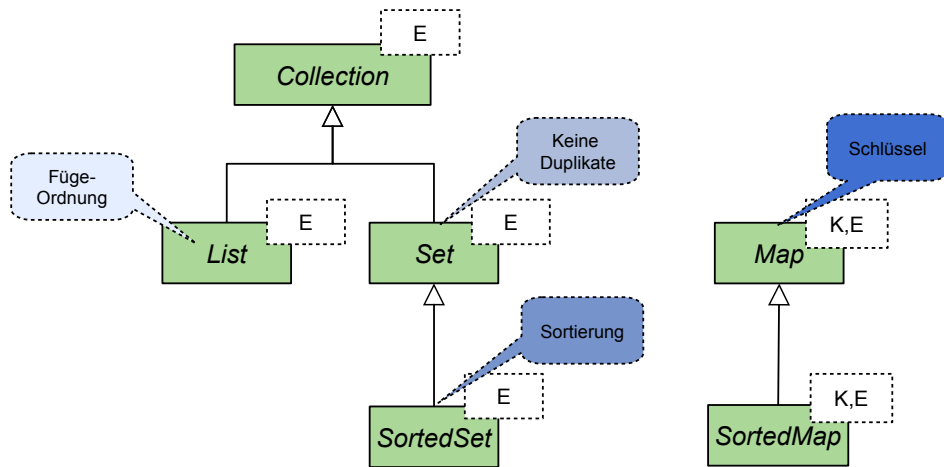 E
Collection
Keine
Duplikate
Schlüssel
Füge-
Ordnung
E
List
E
Set
K,E
Map
Sortierung
E
SortedSet
K,E
SortedMap